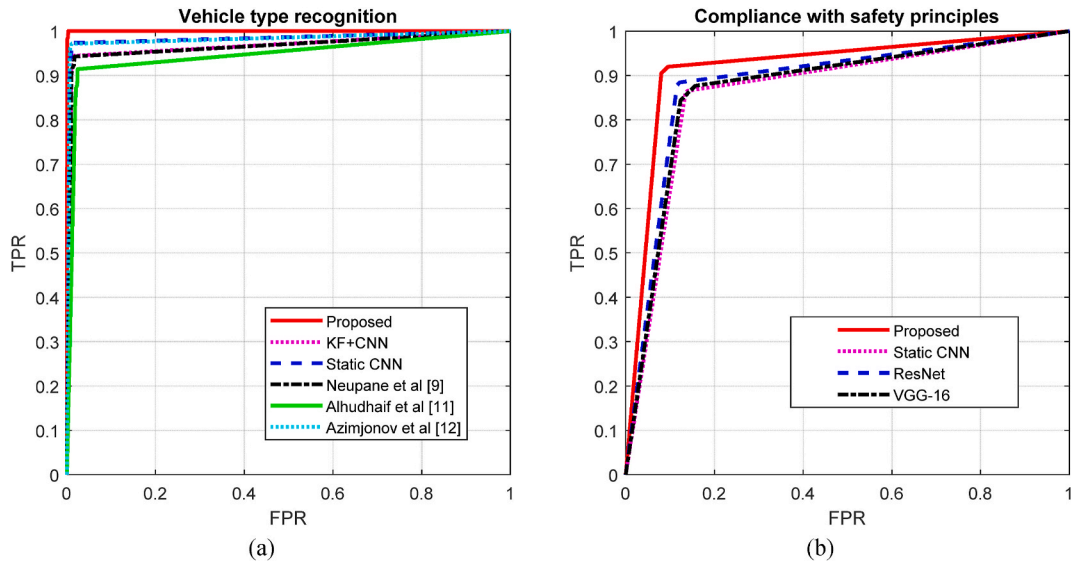 Vehicle type recognition
1
0.9
0.8
0.7
0.6
0.5
0.4
0.3
0.2
0.1
0
TPR
0 0.2 0.4 0.6 0.8 1
FPR
Proposed
KF+CNN
Static CNN
Neupane et al [9]
Alhudhaif et al [11]
Azimjonov et al [12]
(a)
Compliance with safety principles
1
0.9
0.8
0.7
0.6
0.5
0.4
0.3
0.2
0.1
0
TPR
0 0.2 0.4 0.6 0.8 1
FPR
Proposed
Static CNN
ResNet
VGG-16
(b)